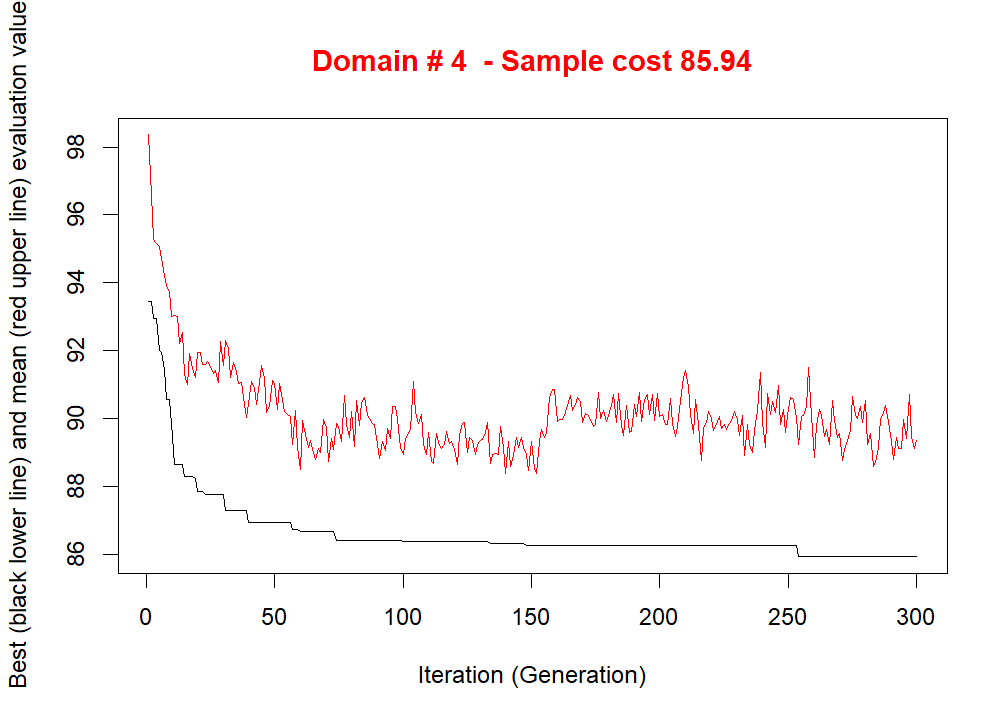 Domain # 4  - Sample cost 85.94
Best (black lower line) and mean (red upper line) evaluation value
98
96
94
92
90
88
86
0 50 100 150 200 250 300
Iteration (Generation)